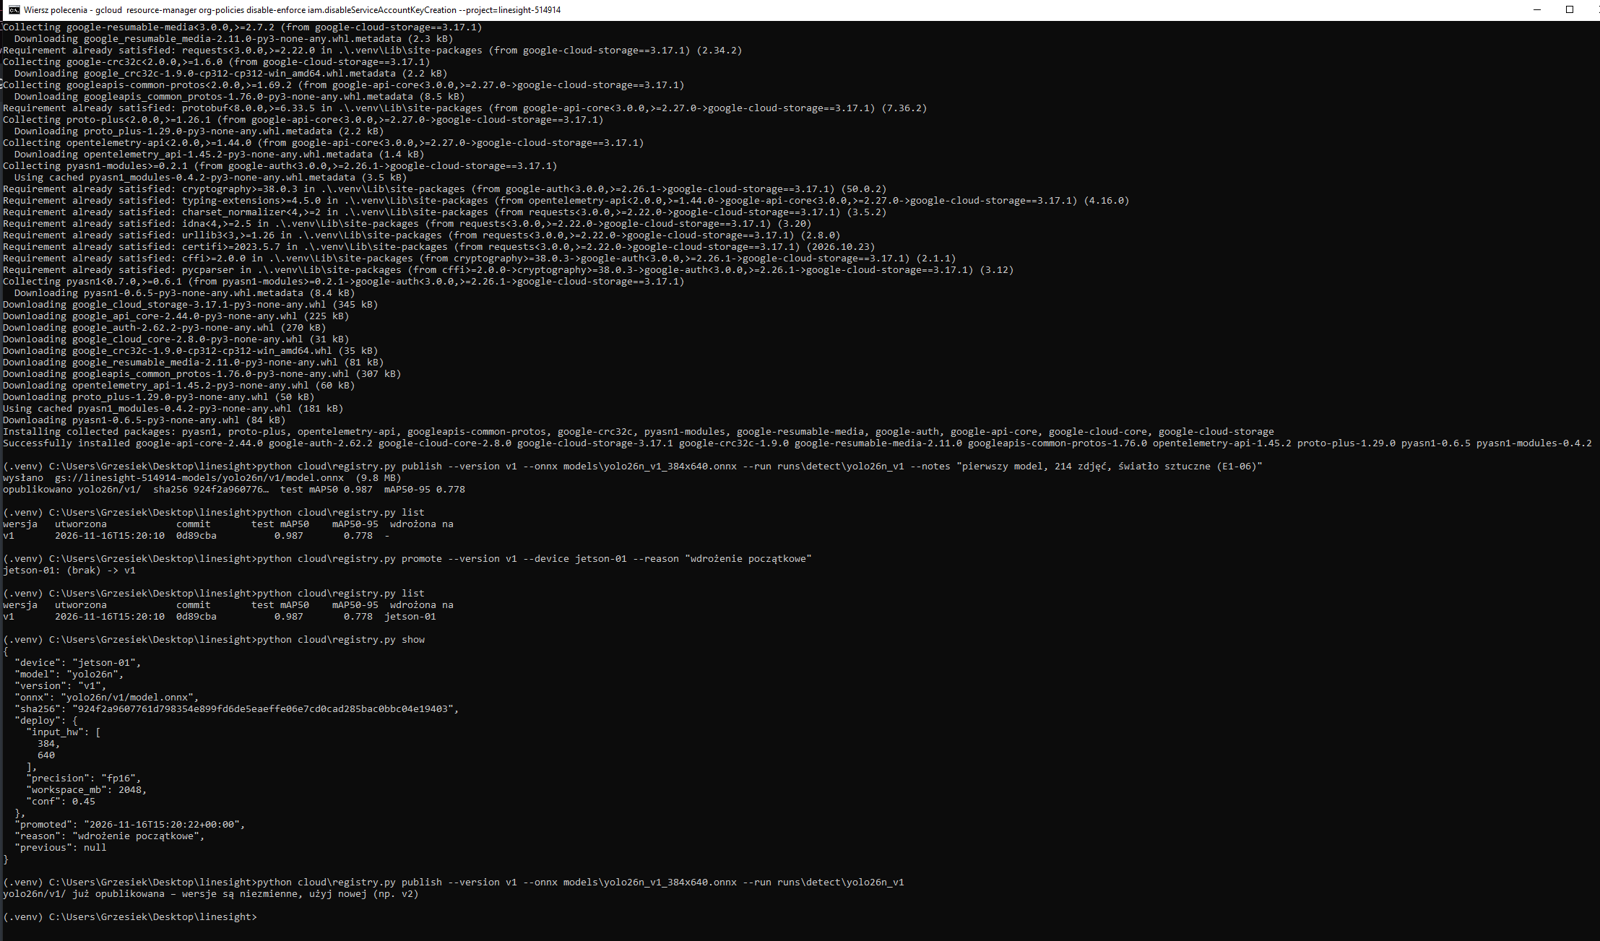 Wiersz polecenia - gcloud  resource-manager org-policies disable-enforce iam.disableServiceAccountKeyCreation --project=linesight-514914
Collecting google-resumable-media<3.0.0,>=2.7.2 (from google-cloud-storage==3.17.1)
  Downloading google_resumable_media-2.11.0-py3-none-any.whl.metadata (2.3 kB)
Requirement already satisfied: requests<3.0.0,>=2.22.0 in .\.venv\Lib\site-packages (from google-cloud-storage==3.17.1) (2.34.2)
Collecting google-crc32c<2.0.0,>=1.6.0 (from google-cloud-storage==3.17.1)
  Downloading google_crc32c-1.9.0-cp312-cp312-win_amd64.whl.metadata (2.2 kB)
Collecting googleapis-common-protos<2.0.0,>=1.69.2 (from google-api-core<3.0.0,>=2.27.0->google-cloud-storage==3.17.1)
  Downloading googleapis_common_protos-1.76.0-py3-none-any.whl.metadata (8.5 kB)
Requirement already satisfied: protobuf<8.0.0,>=6.33.5 in .\.venv\Lib\site-packages (from google-api-core<3.0.0,>=2.27.0->google-cloud-storage==3.17.1) (7.36.2)
Collecting proto-plus<2.0.0,>=1.26.1 (from google-api-core<3.0.0,>=2.27.0->google-cloud-storage==3.17.1)
  Downloading proto_plus-1.29.0-py3-none-any.whl.metadata (2.2 kB)
Collecting opentelemetry-api<2.0.0,>=1.44.0 (from google-api-core<3.0.0,>=2.27.0->google-cloud-storage==3.17.1)
  Downloading opentelemetry_api-1.45.2-py3-none-any.whl.metadata (1.4 kB)
Collecting pyasn1-modules>=0.2.1 (from google-auth<3.0.0,>=2.26.1->google-cloud-storage==3.17.1)
  Using cached pyasn1_modules-0.4.2-py3-none-any.whl.metadata (3.5 kB)
Requirement already satisfied: cryptography>=38.0.3 in .\.venv\Lib\site-packages (from google-auth<3.0.0,>=2.26.1->google-cloud-storage==3.17.1) (50.0.2)
Requirement already satisfied: typing-extensions>=4.5.0 in .\.venv\Lib\site-packages (from opentelemetry-api<2.0.0,>=1.44.0->google-api-core<3.0.0,>=2.27.0->google-cloud-storage==3.17.1) (4.16.0)
Requirement already satisfied: charset_normalizer<4,>=2 in .\.venv\Lib\site-packages (from requests<3.0.0,>=2.22.0->google-cloud-storage==3.17.1) (3.5.2)
Requirement already satisfied: idna<4,>=2.5 in .\.venv\Lib\site-packages (from requests<3.0.0,>=2.22.0->google-cloud-storage==3.17.1) (3.20)
Requirement already satisfied: urllib3<3,>=1.26 in .\.venv\Lib\site-packages (from requests<3.0.0,>=2.22.0->google-cloud-storage==3.17.1) (2.8.0)
Requirement already satisfied: certifi>=2023.5.7 in .\.venv\Lib\site-packages (from requests<3.0.0,>=2.22.0->google-cloud-storage==3.17.1) (2026.10.23)
Requirement already satisfied: cffi>=2.0.0 in .\.venv\Lib\site-packages (from cryptography>=38.0.3->google-auth<3.0.0,>=2.26.1->google-cloud-storage==3.17.1) (2.1.1)
Requirement already satisfied: pycparser in .\.venv\Lib\site-packages (from cffi>=2.0.0->cryptography>=38.0.3->google-auth<3.0.0,>=2.26.1->google-cloud-storage==3.17.1) (3.12)
Collecting pyasn1<0.7.0,>=0.6.1 (from pyasn1-modules>=0.2.1->google-auth<3.0.0,>=2.26.1->google-cloud-storage==3.17.1)
  Downloading pyasn1-0.6.5-py3-none-any.whl.metadata (8.4 kB)
Downloading google_cloud_storage-3.17.1-py3-none-any.whl (345 kB)
Downloading google_api_core-2.44.0-py3-none-any.whl (225 kB)
Downloading google_auth-2.62.2-py3-none-any.whl (270 kB)
Downloading google_cloud_core-2.8.0-py3-none-any.whl (31 kB)
Downloading google_crc32c-1.9.0-cp312-cp312-win_amd64.whl (35 kB)
Downloading google_resumable_media-2.11.0-py3-none-any.whl (81 kB)
Downloading googleapis_common_protos-1.76.0-py3-none-any.whl (307 kB)
Downloading opentelemetry_api-1.45.2-py3-none-any.whl (60 kB)
Downloading proto_plus-1.29.0-py3-none-any.whl (50 kB)
Using cached pyasn1_modules-0.4.2-py3-none-any.whl (181 kB)
Downloading pyasn1-0.6.5-py3-none-any.whl (84 kB)
Installing collected packages: pyasn1, proto-plus, opentelemetry-api, googleapis-common-protos, google-crc32c, pyasn1-modules, google-resumable-media, google-auth, google-api-core, google-cloud-core, google-cloud-storage
Successfully installed google-api-core-2.44.0 google-auth-2.62.2 google-cloud-core-2.8.0 google-cloud-storage-3.17.1 google-crc32c-1.9.0 google-resumable-media-2.11.0 googleapis-common-protos-1.76.0 opentelemetry-api-1.45.2 proto-plus-1.29.0 pyasn1-0.6.5 pyasn1-modules-0.4.2
(.venv) C:\Users\Grzesiek\Desktop\linesight>python cloud\registry.py publish --version v1 --onnx models\yolo26n_v1_384x640.onnx --run runs\detect\yolo26n_v1 --notes "pierwszy model, 214 zdjęć, światło sztuczne (E1-06)"
wysłano  gs://linesight-514914-models/yolo26n/v1/model.onnx  (9.8 MB)
opublikowano yolo26n/v1/  sha256 924f2a960776…  test mAP50 0.987  mAP50-95 0.778
(.venv) C:\Users\Grzesiek\Desktop\linesight>python cloud\registry.py list
wersja   utworzona            commit      test mAP50    mAP50-95  wdrożona na
v1       2026-11-16T15:20:10  0d89cba          0.987       0.778  -
(.venv) C:\Users\Grzesiek\Desktop\linesight>python cloud\registry.py promote --version v1 --device jetson-01 --reason "wdrożenie początkowe"
jetson-01: (brak) -> v1
(.venv) C:\Users\Grzesiek\Desktop\linesight>python cloud\registry.py list
wersja   utworzona            commit      test mAP50    mAP50-95  wdrożona na
v1       2026-11-16T15:20:10  0d89cba          0.987       0.778  jetson-01
(.venv) C:\Users\Grzesiek\Desktop\linesight>python cloud\registry.py show
{
  "device": "jetson-01",
  "model": "yolo26n",
  "version": "v1",
  "onnx": "yolo26n/v1/model.onnx",
  "sha256": "924f2a9607761d798354e899fd6de5eaeffe06e7cd0cad285bac0bbc04e19403",
  "deploy": {
    "input_hw": [
      384,
      640
    ],
    "precision": "fp16",
    "workspace_mb": 2048,
    "conf": 0.45
  },
  "promoted": "2026-11-16T15:20:22+00:00",
  "reason": "wdrożenie początkowe",
  "previous": null
}
(.venv) C:\Users\Grzesiek\Desktop\linesight>python cloud\registry.py publish --version v1 --onnx models\yolo26n_v1_384x640.onnx --run runs\detect\yolo26n_v1
yolo26n/v1/ już opublikowana – wersje są niezmienne, użyj nowej (np. v2)
(.venv) C:\Users\Grzesiek\Desktop\linesight>